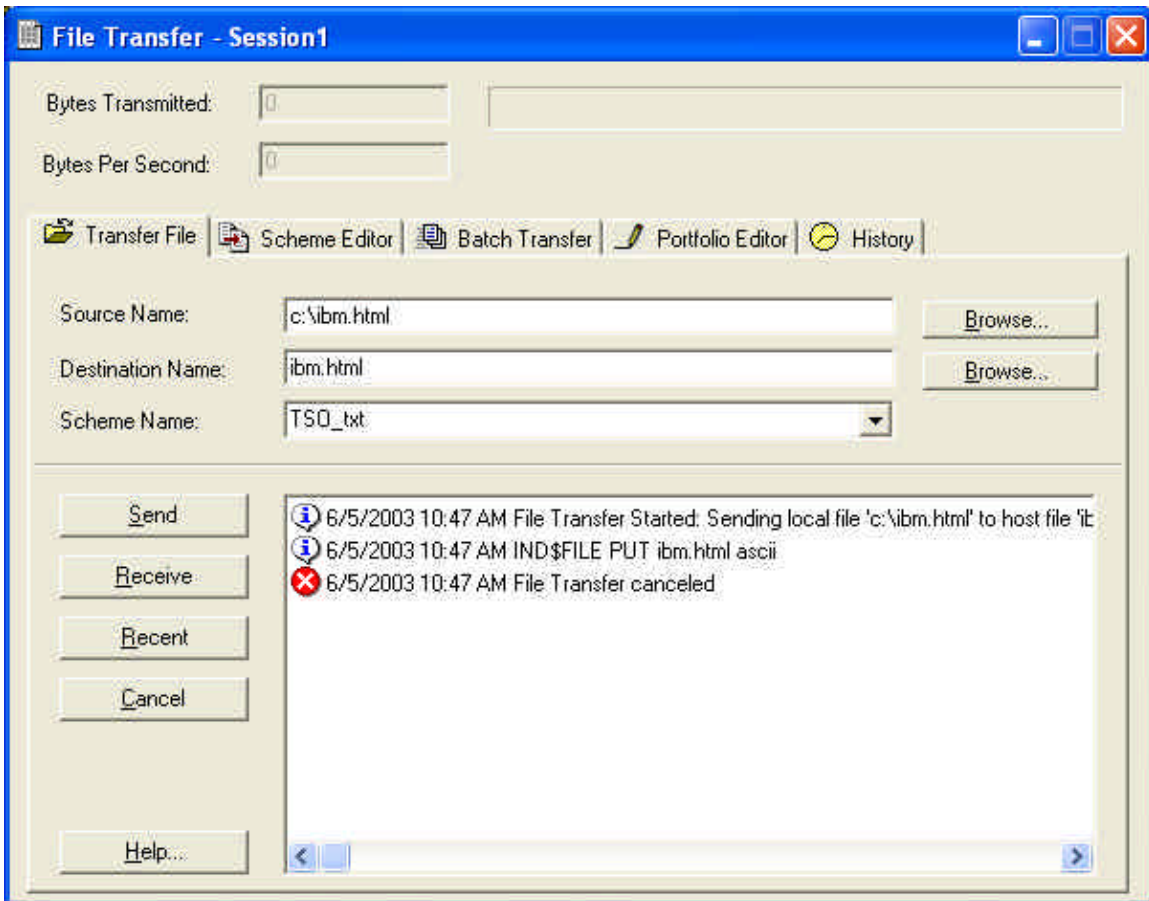 File Transfer - Session1
Bytes Transmitted: 0
Bytes Per Second: 0
Transfer File Scheme Editor Batch Transfer Portfolio Editor History
Source Name: c:\ibm.html Browse...
Destination Name: ibm.html Browse...
Scheme Name: TSO_txt
Send
Receive
Recent
Cancel
Help...
6/5/2003 10:47 AM File Transfer Started: Sending local file 'c:\ibm.html' to host file 'ib
6/5/2003 10:47 AM IND$FILE PUT ibm.html ascii
6/5/2003 10:47 AM File Transfer canceled